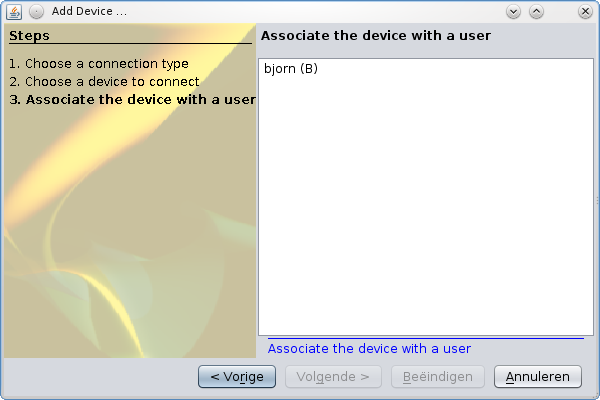 Add Device ...
Steps
1. Choose a connection type
2. Choose a device to connect
3. Associate the device with a user
Associate the device with a user
bjorn (B)
Associate the device with a user
< Vorige
Volgende >
Beëindigen
Annuleren